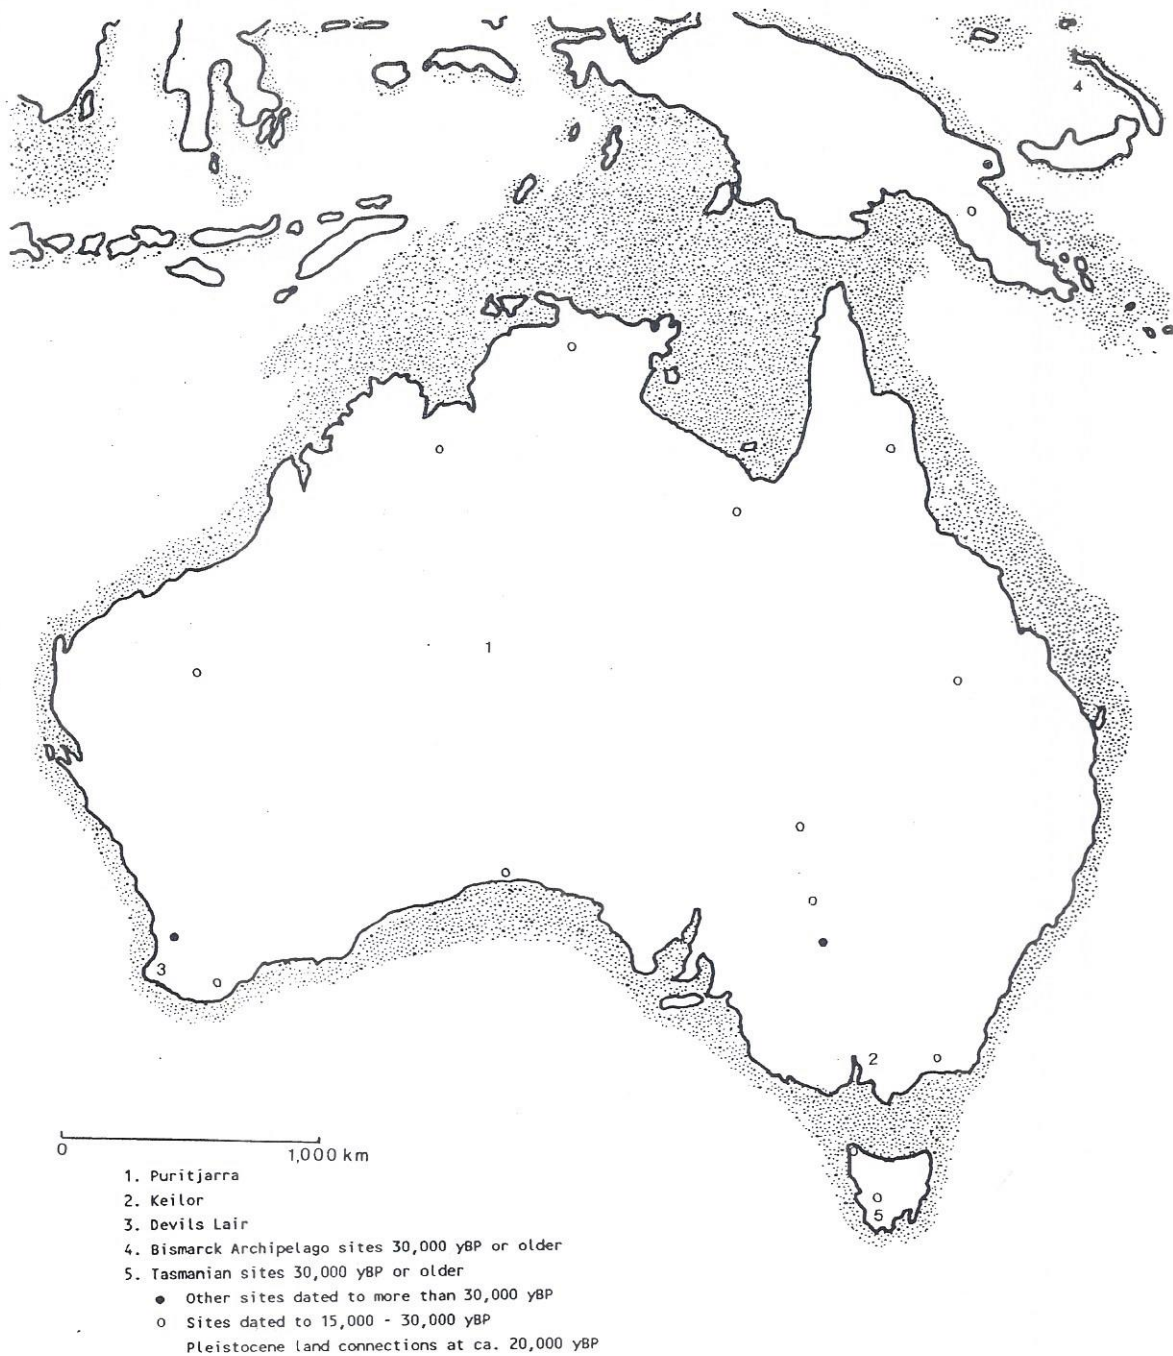 4
1
3
2
5
0
1,000 km
1. Puritjarra
2. Keilor
3. Devils Lair
4. Bismarck Archipelago sites 30,000 yBP or older
5. Tasmanian sites 30,000 yBP or older
● Other sites dated to more than 30,000 yBP
o Sites dated to 15,000 - 30,000 yBP
Pleistocene land connections at ca. 20,000 yBP